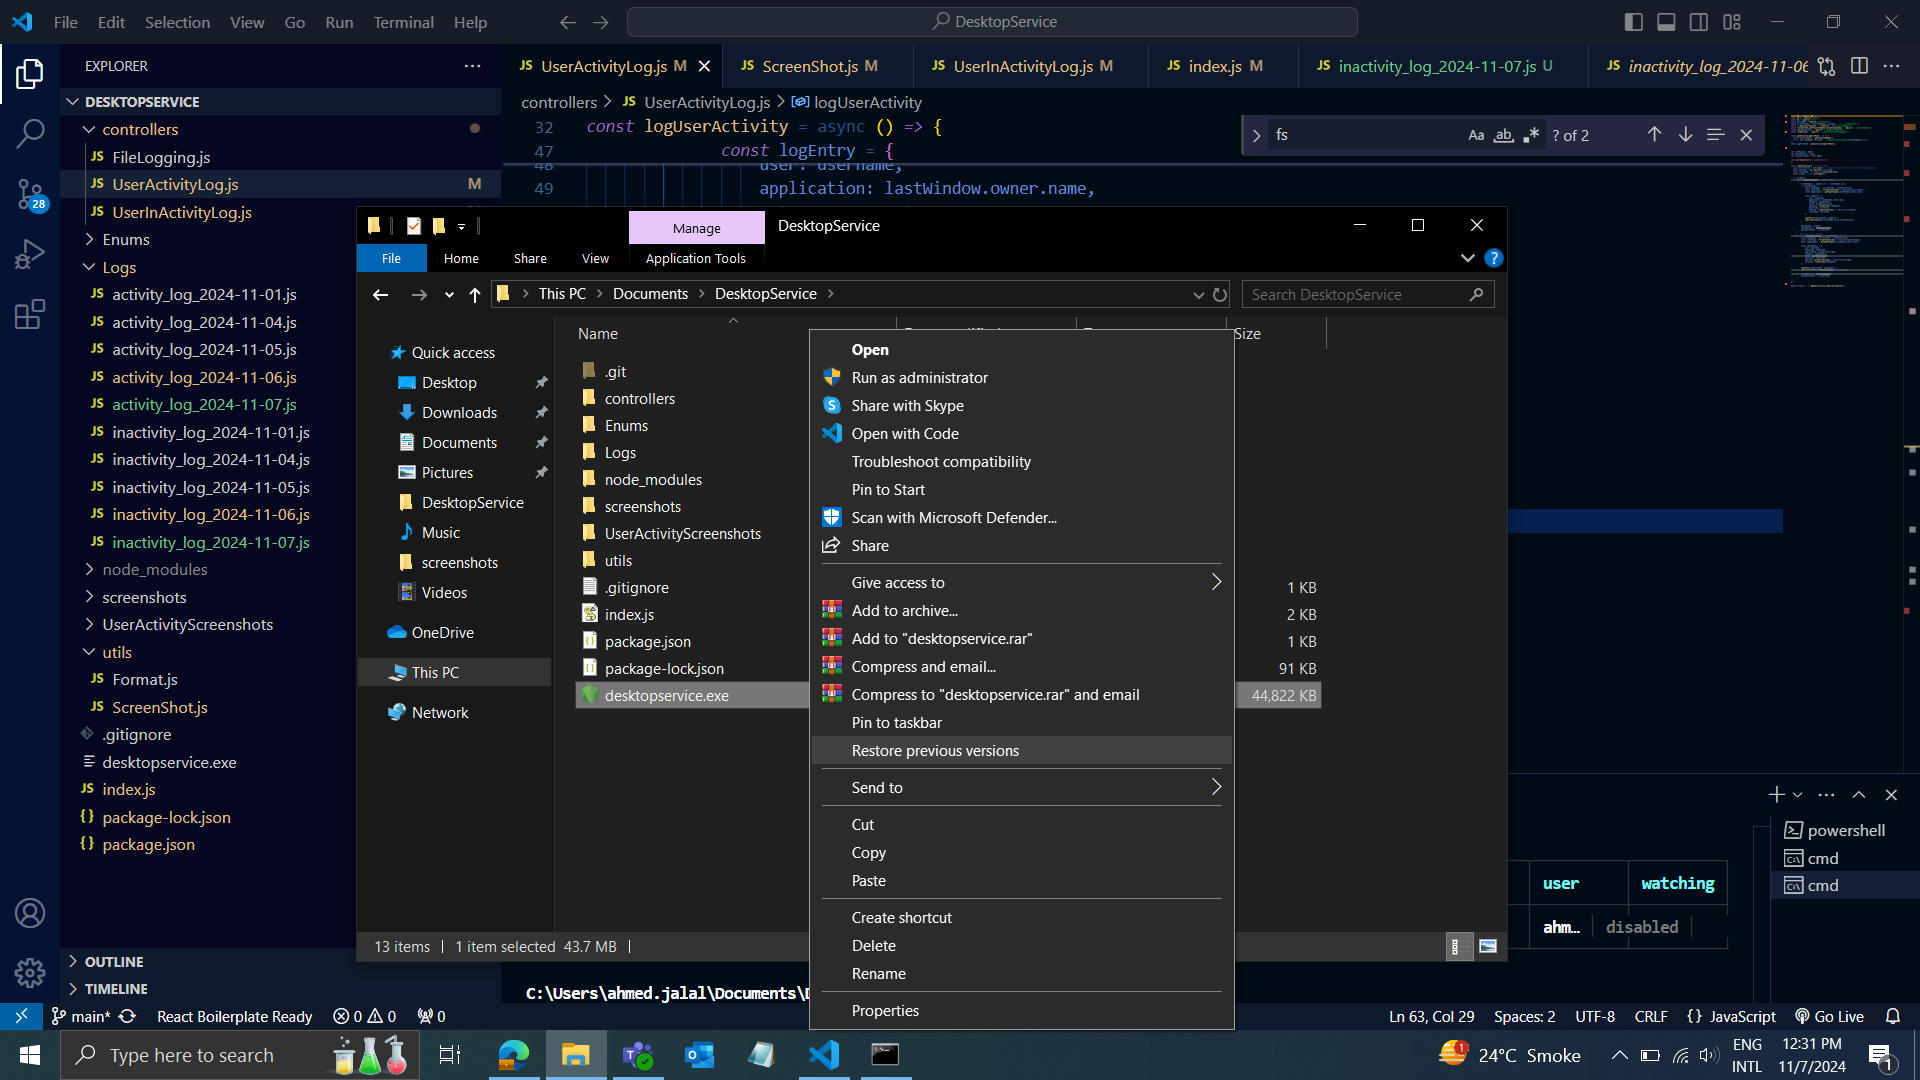 File Edit Selection View Go Run Terminal Help
DesktopService
EXPLORER
DESKTOPSERVICE
controllers
FileLogging.js
UserActivityLog.js M
UserInActivityLog.js
Enums
Logs
activity_log_2024-11-01.js
activity_log_2024-11-04.js
activity_log_2024-11-05.js
activity_log_2024-11-06.js
activity_log_2024-11-07.js
inactivity_log_2024-11-01.js
inactivity_log_2024-11-04.js
inactivity_log_2024-11-05.js
inactivity_log_2024-11-06.js
inactivity_log_2024-11-07.js
node_modules
screenshots
UserActivityScreenshots
utils
Format.js
ScreenShot.js
.gitignore
desktopservice.exe
index.js
package-lock.json
package.json
OUTLINE
TIMELINE
28
JS UserActivityLog.js M JS ScreenShot.js M JS UserInActivityLog.js M JS index.js M JS inactivity_log_2024-11-07.js U JS inactivity_log_2024-11-06
controllers > JS UserActivityLog.js > logUserActivity
32 const logUserActivity = async () => {
47 const logEntry = {
48 user: username,
49 application: lastWindow.owner.name,
fs Aa ab ? of 2
Manage DesktopService
File Home Share View Application Tools
This PC > Documents > DesktopService >
Search DesktopService
Quick access
Desktop
Downloads
Documents
Pictures
DesktopService
Music
screenshots
Videos
OneDrive
This PC
Network
Name Size
.git
controllers
Enums
Logs
node_modules
screenshots
UserActivityScreenshots
utils
.gitignore 1 KB
index.js 2 KB
package.json 1 KB
package-lock.json 91 KB
desktopservice.exe 44,822 KB
13 items 1 item selected 43.7 MB
Open
Run as administrator
Share with Skype
Open with Code
Troubleshoot compatibility
Pin to Start
Scan with Microsoft Defender...
Share
Give access to
Add to archive...
Add to "desktopservice.rar"
Compress and email...
Compress to "desktopservice.rar" and email
Pin to taskbar
Restore previous versions
Send to
Cut
Copy
Paste
Create shortcut
Delete
Rename
Properties
powershell
cmd
cmd
user watching
ahm… disabled
C:\Users\ahmed.jalal\Documents\
main* React Boilerplate Ready 0 0 0
Ln 63, Col 29 Spaces: 2 UTF-8 CRLF {} JavaScript Go Live
Type here to search
1 24°C Smoke ENG INTL 12:31 PM 11/7/2024 1